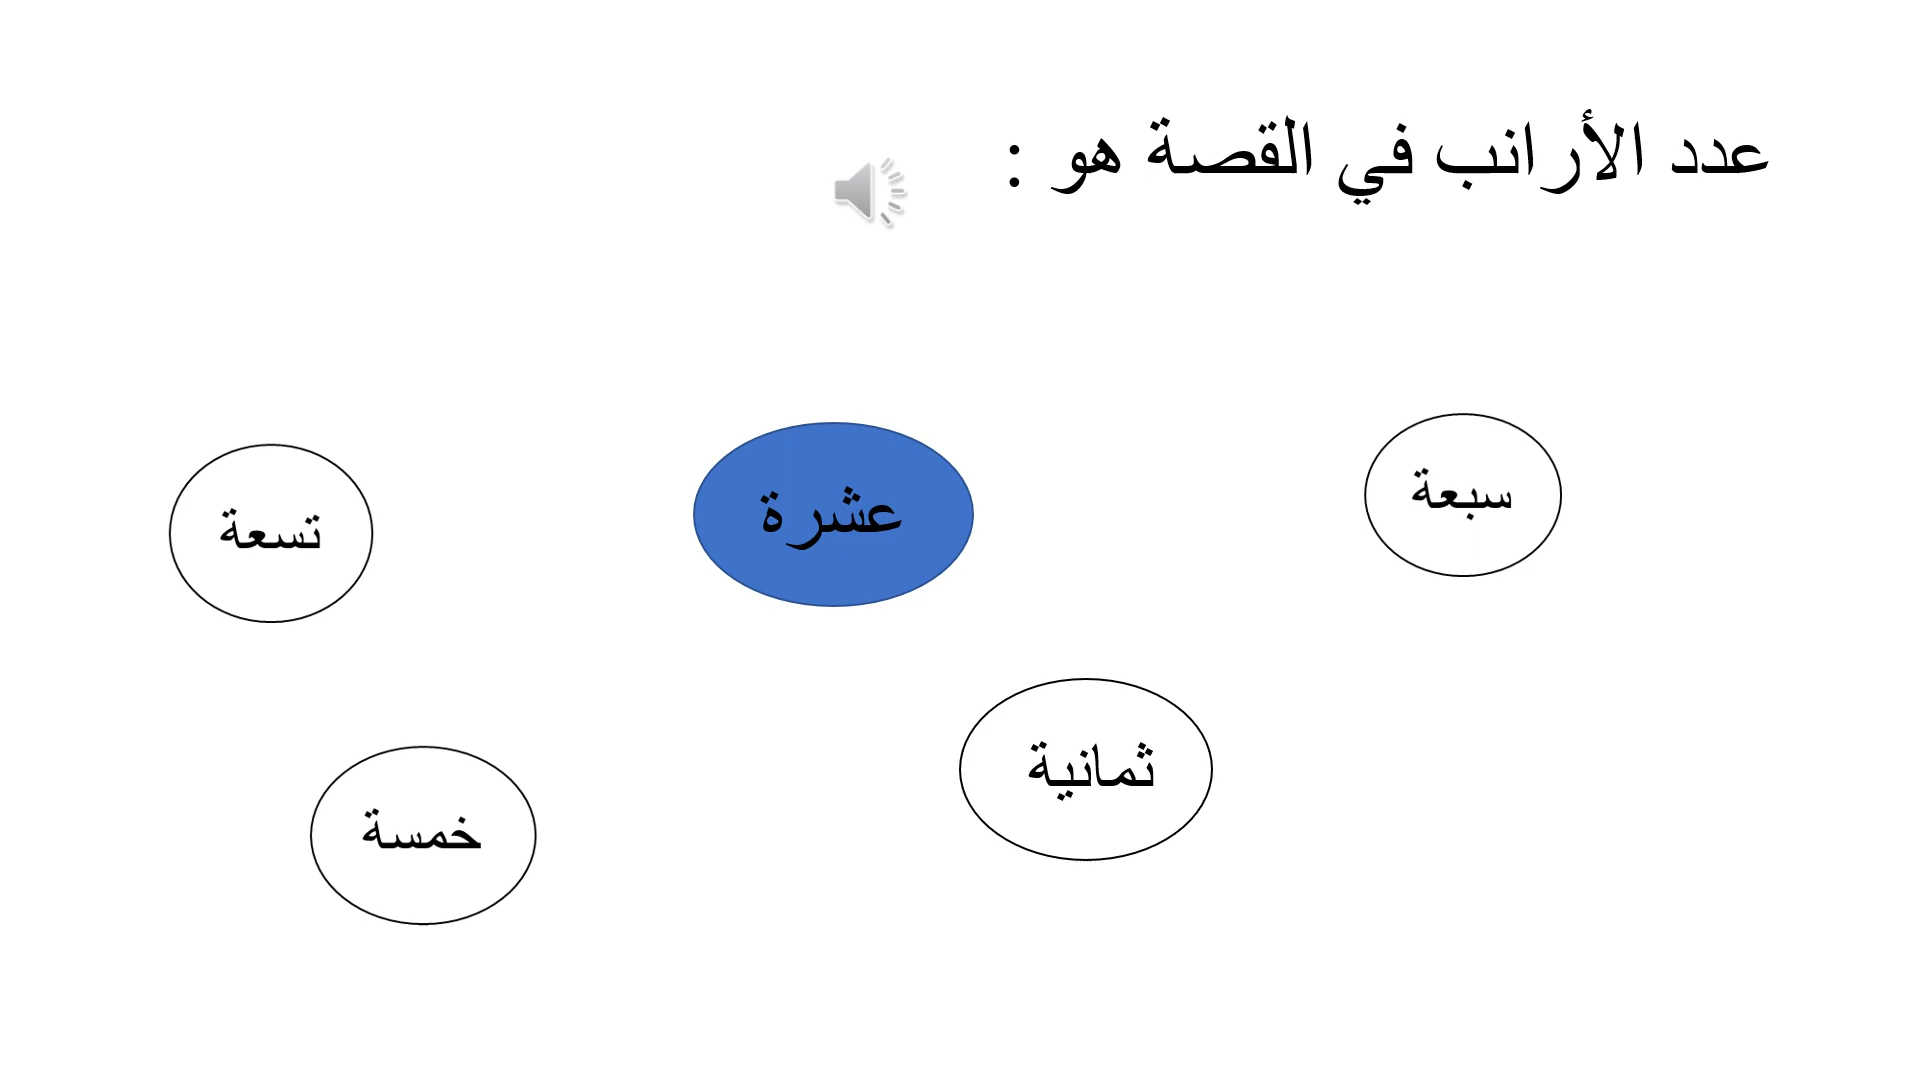 عدد الأرانب في القصة هو :
سبعة
عشرة
تسعة
ثمانية
خمسة